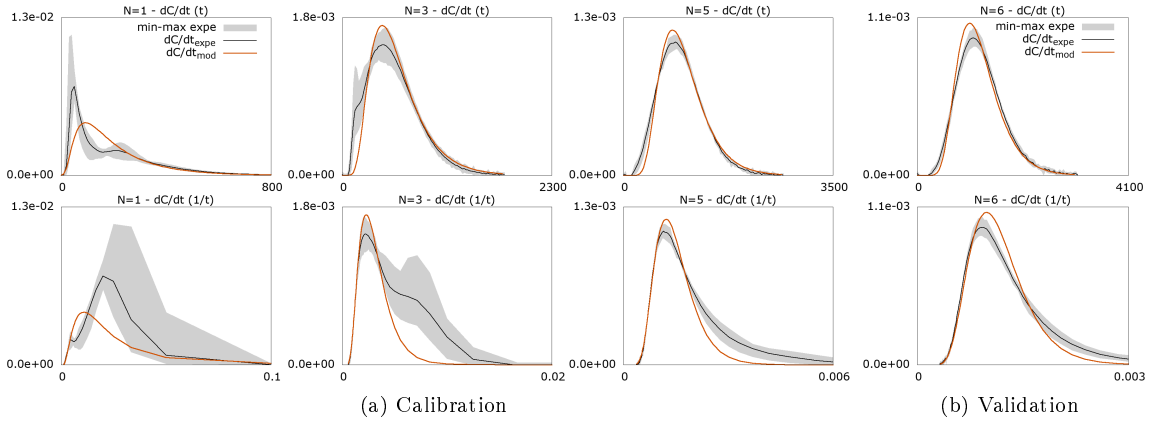 N=1 - dC/dt (t)
1.3e-02
min-max expe
dC/dt_expe
dC/dt_mod
0.0e+00
0
800
N=3 - dC/dt (t)
1.8e-03
0.0e+00
0
2300
N=5 - dC/dt (t)
1.3e-03
0.0e+00
0
3500
N=6 - dC/dt (t)
1.1e-03
min-max expe
dC/dt_expe
dC/dt_mod
0.0e+00
0
4100
N=1 - dC/dt (1/t)
1.3e-02
0.0e+00
0
0.1
N=3 - dC/dt (1/t)
1.8e-03
0.0e+00
0
0.02
N=5 - dC/dt (1/t)
1.3e-03
0.0e+00
0
0.006
N=6 - dC/dt (1/t)
1.1e-03
0.0e+00
0
0.003
(a) Calibration
(b) Validation